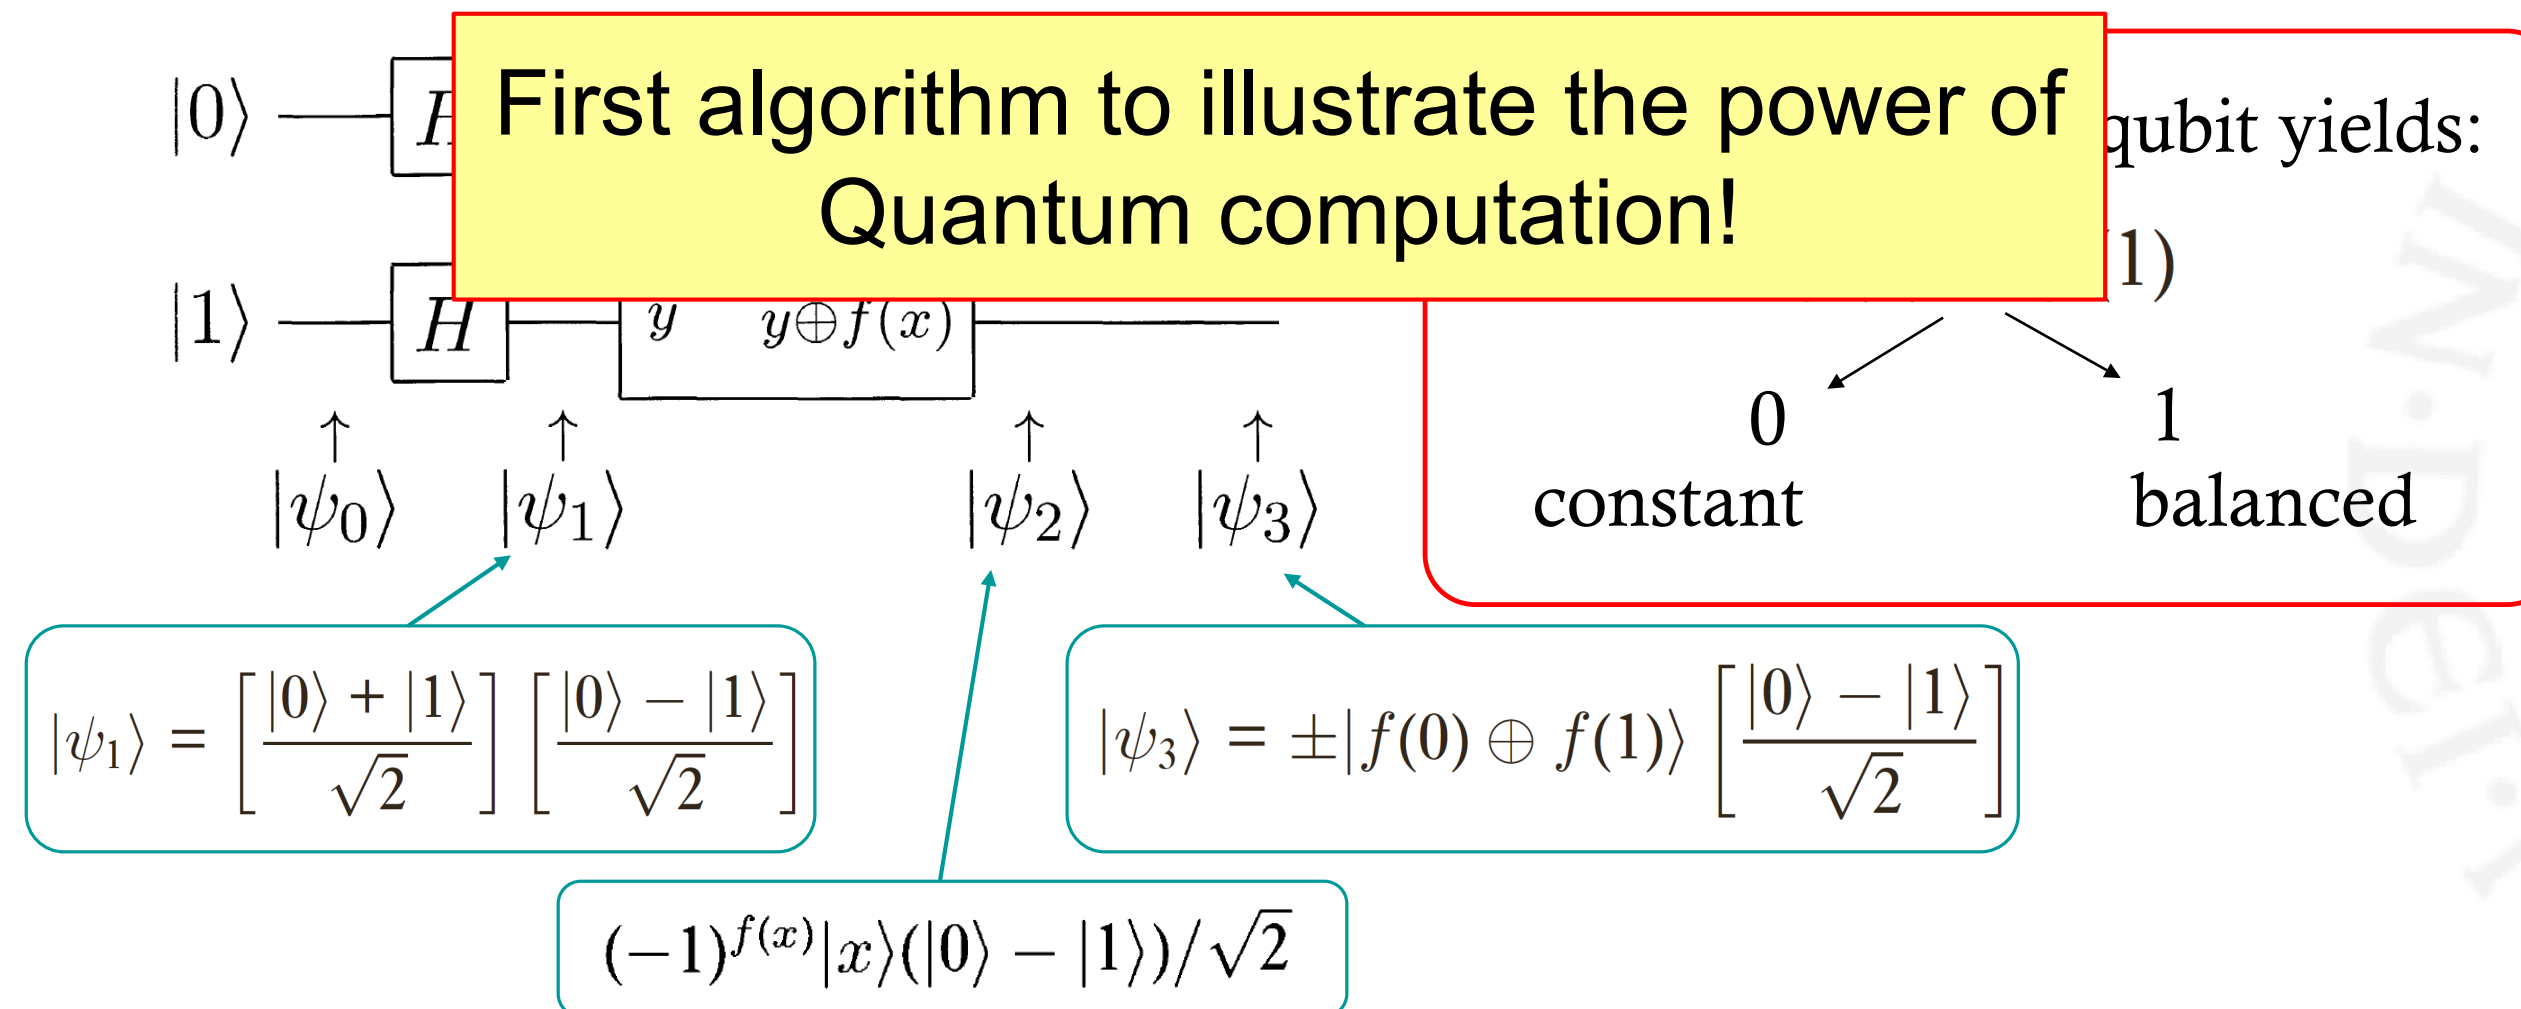 First algorithm to illustrate the power of
Quantum computation!
|0⟩ H
qubit yields:
1)
|1⟩ H y y⊕f(x)
0 1
constant balanced
|ψ₀⟩ |ψ₁⟩ |ψ₂⟩ |ψ₃⟩
|ψ₁⟩ = [ |0⟩ + |1⟩ / √2 ] [ |0⟩ − |1⟩ / √2 ]
|ψ₃⟩ = ±|f(0) ⊕ f(1)⟩ [ |0⟩ − |1⟩ / √2 ]
(−1)^{f(x)}|x⟩(|0⟩ − |1⟩)/√2